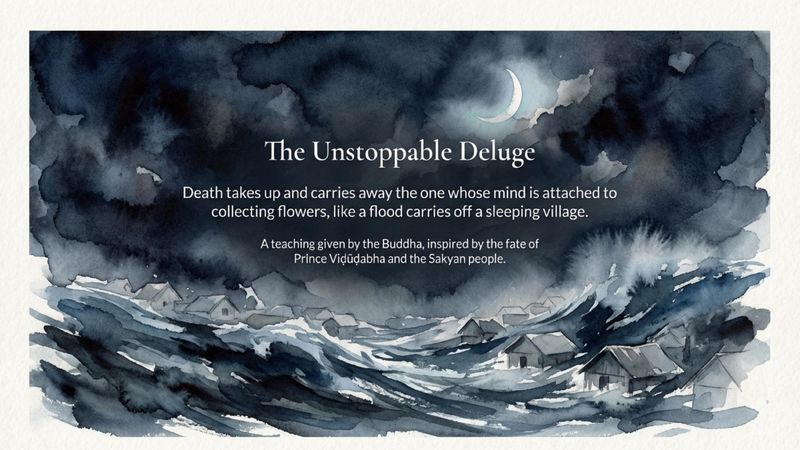 The Unstoppable Deluge
Death takes up and carries away the one whose mind is attached to
collecting flowers, like a flood carries off a sleeping village.
A teaching given by the Buddha, inspired by the fate of
Prince Viḍūḍabha and the Sakyan people.